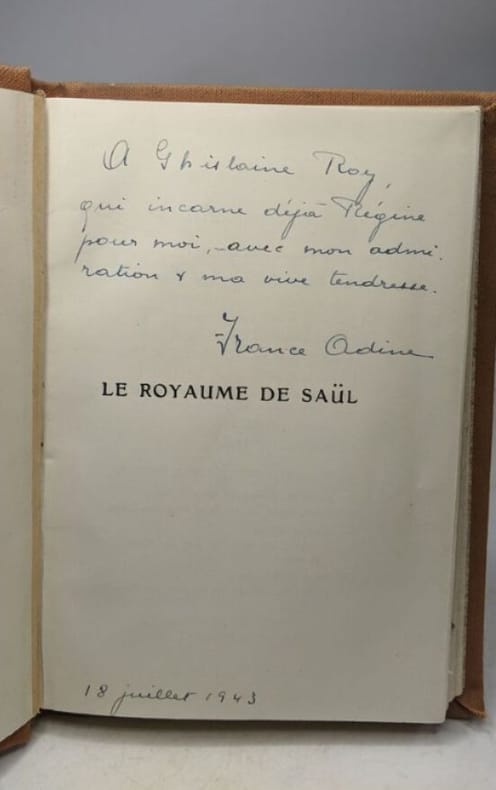 A Ghislaine Roy,
qui incarne déjà Régine
pour moi, - avec mon admi-
ration & ma vive tendresse.
France Adine
LE ROYAUME DE SAÜL
18 juillet 1943